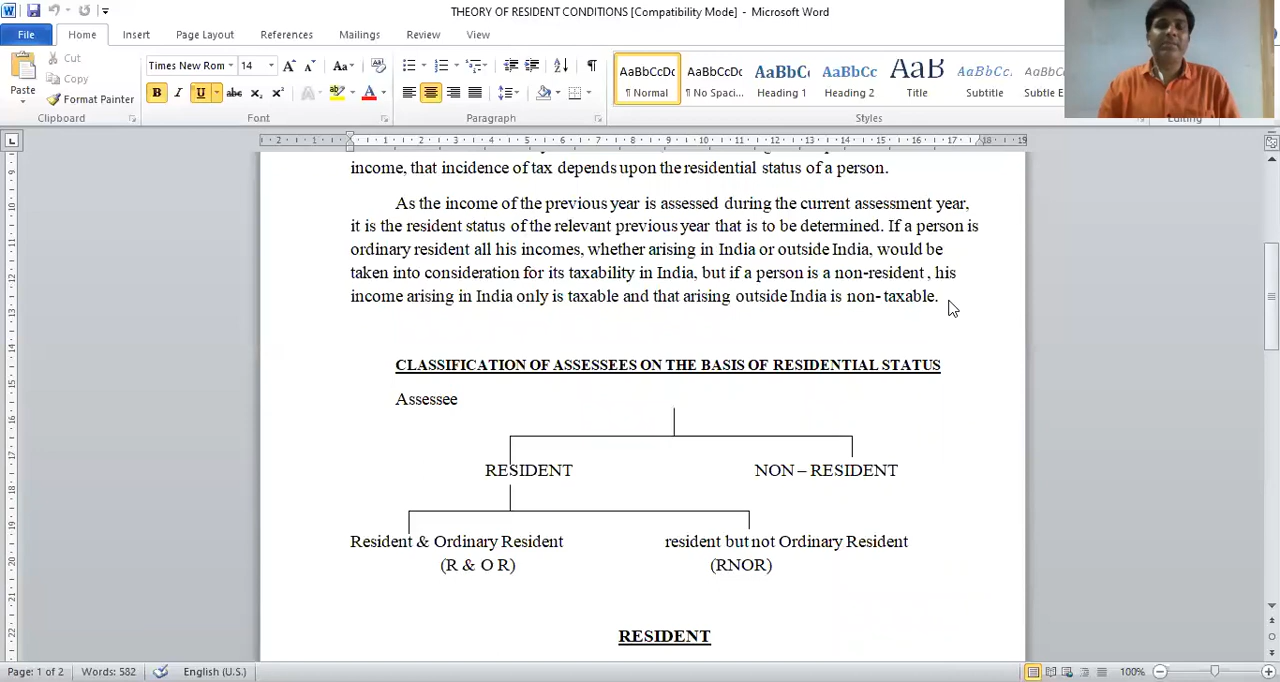 THEORY OF RESIDENT CONDITIONS [Compatibility Mode] - Microsoft Word
File Home Insert Page Layout References Mailings Review View
Paste
Cut
Copy
Format Painter
Clipboard
Times New Rom 14
Font
Paragraph
AaBbCcDc AaBbCcDc AaBbCc AaBbCc AaB AaBbCc. AaBbCc
¶ Normal ¶ No Spaci... Heading 1 Heading 2 Title Subtitle Subtle E
Styles
income, that incidence of tax depends upon the residential status of a person.
As the income of the previous year is assessed during the current assessment year,
it is the resident status of the relevant previous year that is to be determined. If a person is
ordinary resident all his incomes, whether arising in India or outside India, would be
taken into consideration for its taxability in India, but if a person is a non-resident , his
income arising in India only is taxable and that arising outside India is non- taxable.
CLASSIFICATION OF ASSESSEES ON THE BASIS OF RESIDENTIAL STATUS
Assessee
RESIDENT NON – RESIDENT
Resident & Ordinary Resident resident but not Ordinary Resident
(R & O R) (RNOR)
RESIDENT
Page: 1 of 2 Words: 582 English (U.S.) 100%